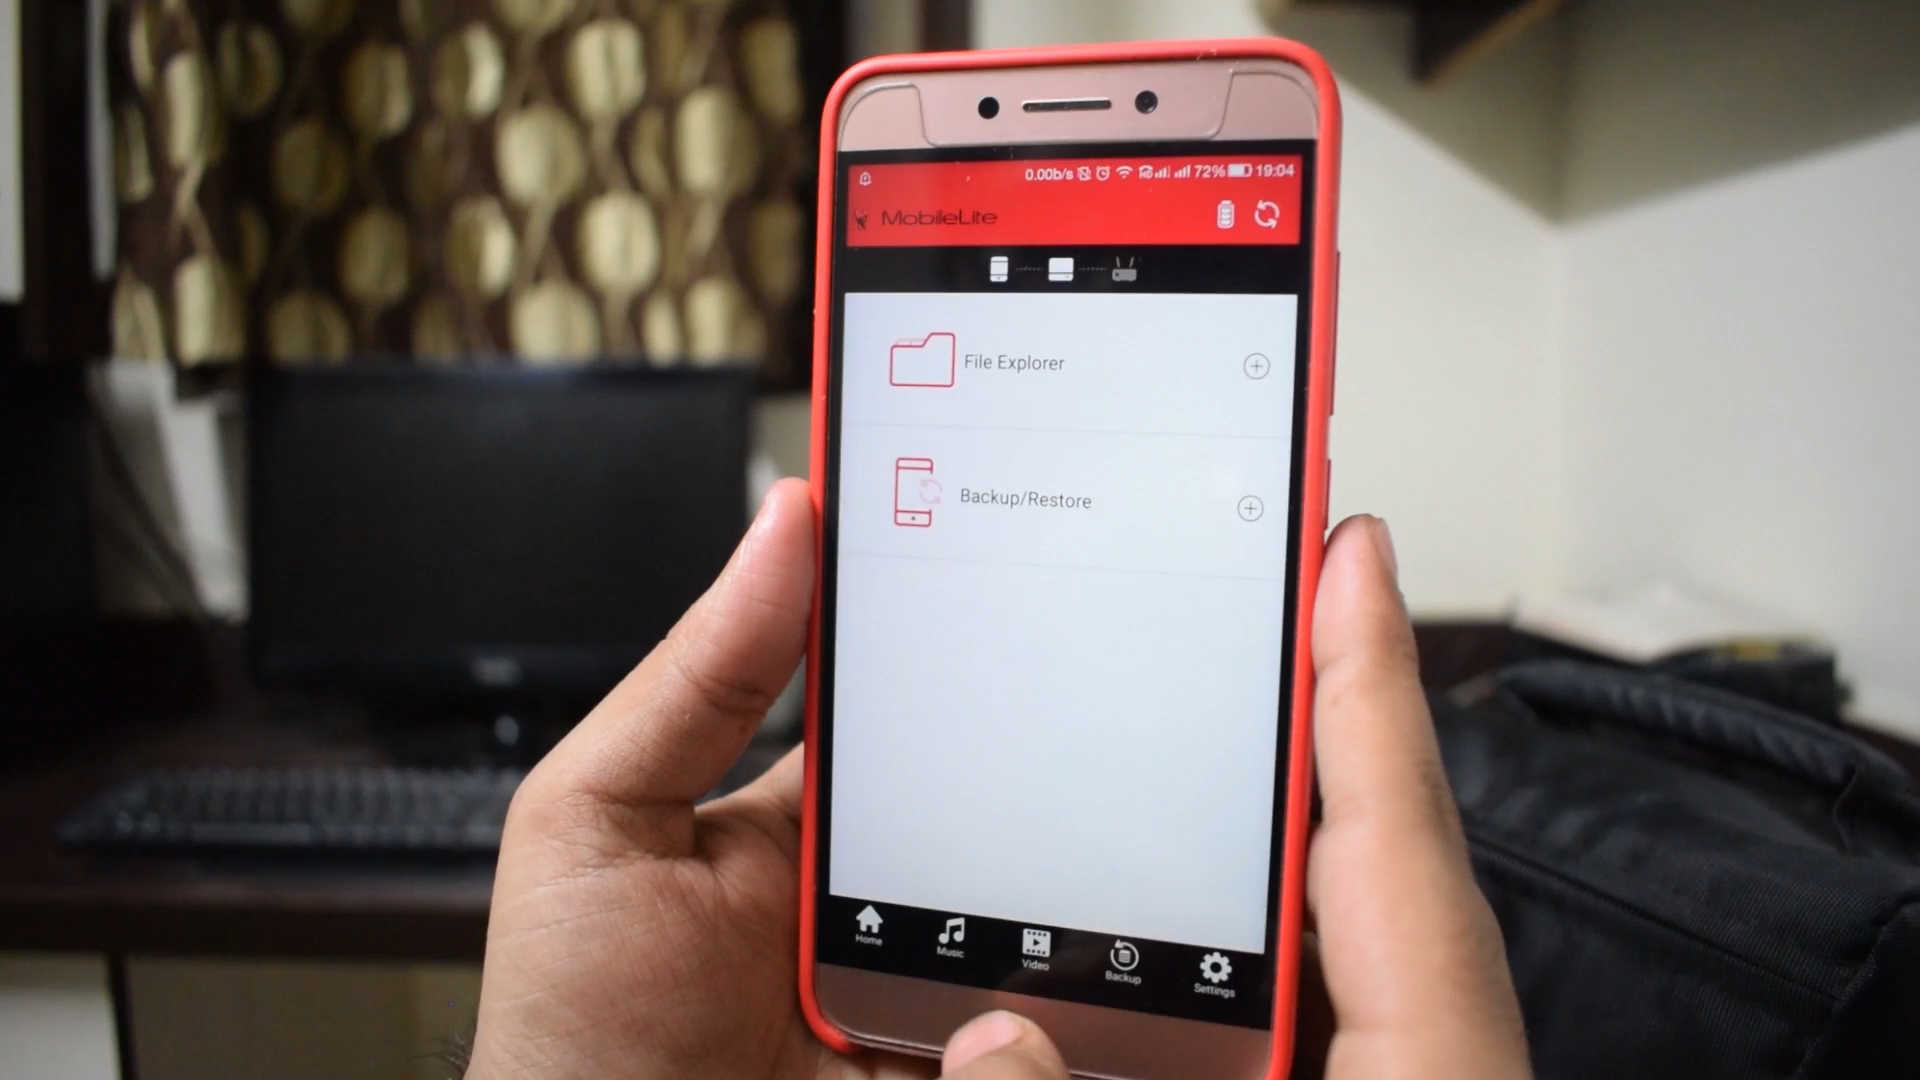 0.00b/s 72% 19:04
MobileLite
File Explorer
Backup/Restore
Home Music Video Backup Settings